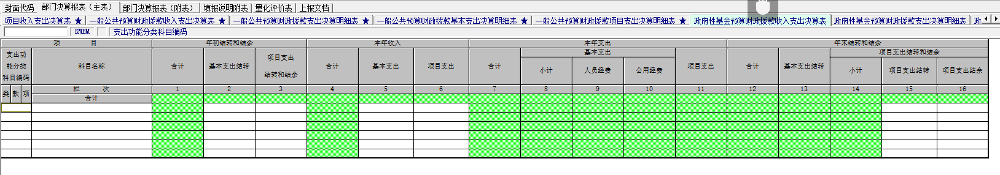 封面代码 部门决算报表（主表） 部门决算报表（附表） 填报说明附表 量化评价表 上报文档
项目收入支出决算表 ★ 一般公共预算财政拨款收入支出决算表 ★ 一般公共预算财政拨款支出决算明细表 ★ 一般公共预算财政拨款基本支出决算明细表 ★ 一般公共预算财政拨款项目支出决算明细表 ★ 政府性基金预算财政拨款收入支出决算表 政府性基金预算财政拨款支出决算明细表 ★ 政
KMBM 支出功能分类科目编码
项 目 年初结转和结余 本年收入 本年支出 年末结转和结余
支出功能分类科目编码 科目名称 合计 基本支出结转 项目支出结转和结余 合计 基本支出 项目支出 合计 基本支出 项目支出 合计 基本支出结转 项目支出结转和结余
小计 人员经费 公用经费 小计 项目支出结转 项目支出结余
类 款 项 栏 次 1 2 3 4 5 6 7 8 9 10 11 12 13 14 15 16
合计